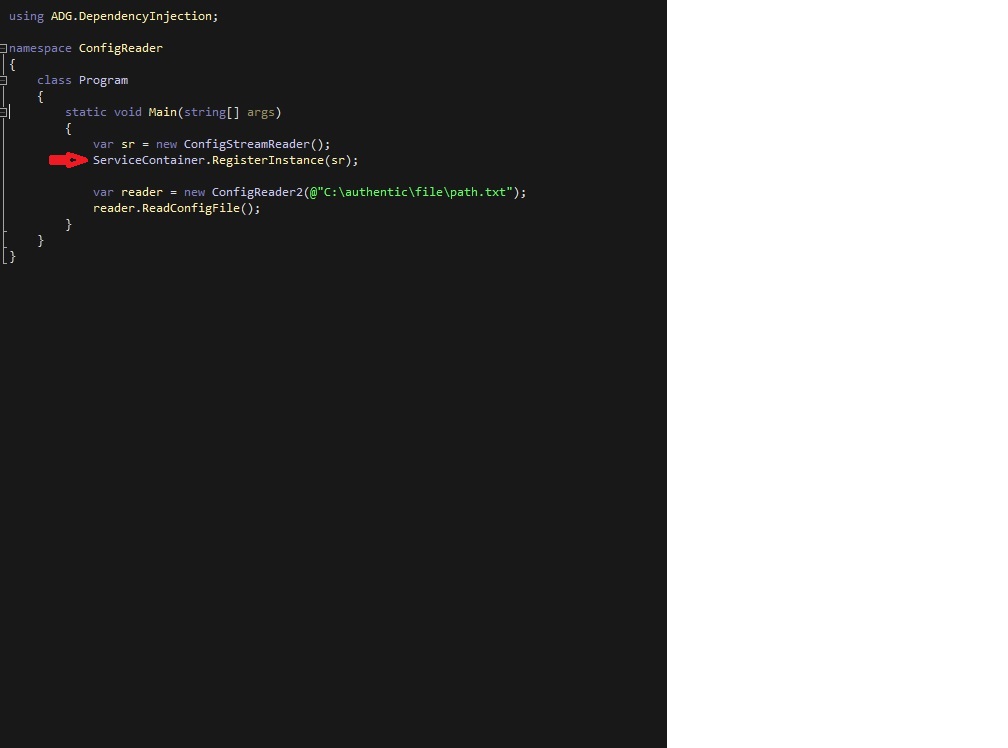 using ADG.DependencyInjection;
namespace ConfigReader
{
class Program
{
static void Main(string[] args)
{
var sr = new ConfigStreamReader();
ServiceContainer.RegisterInstance(sr);
var reader = new ConfigReader2(@"C:\authentic\file\path.txt");
reader.ReadConfigFile();
}
}
}